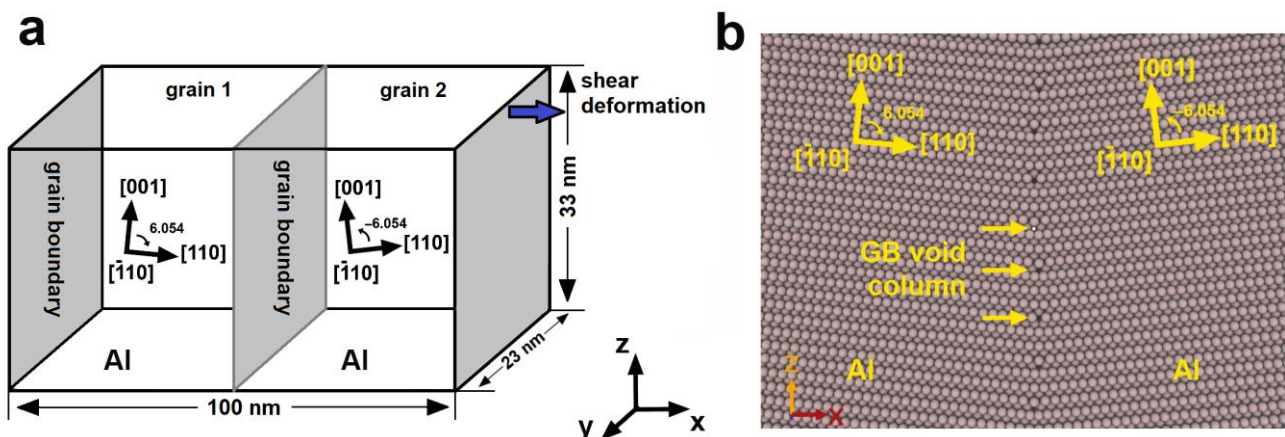 a
grain 1
grain 2
shear
deformation
grain boundary
grain boundary
33 nm
[001]
6.054
[110]
[1̄10]
[001]
−6.054
[110]
[1̄10]
Al
Al
23 nm
100 nm
z
y
x
b
[001]
6.054
[110]
[1̄10]
[001]
−6.054
[110]
[1̄10]
GB void
column
Al
Al
Z
X